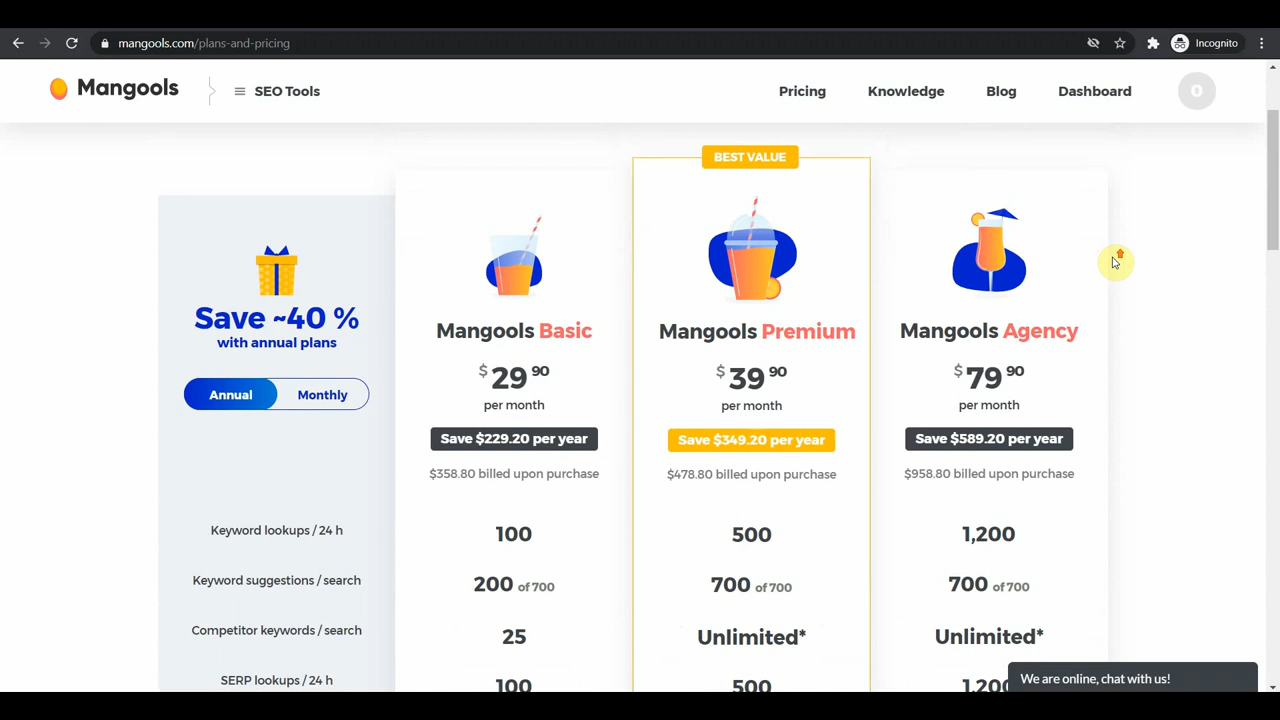 mangools.com/plans-and-pricing
Incognito
Mangools
SEO Tools
Pricing
Knowledge
Blog
Dashboard
0
BEST VALUE
Save ~40 %
with annual plans
Annual
Monthly
Mangools Basic
$ 29 90
per month
Save $229.20 per year
$358.80 billed upon purchase
Mangools Premium
$ 39 90
per month
Save $349.20 per year
$478.80 billed upon purchase
Mangools Agency
$ 79 90
per month
Save $589.20 per year
$958.80 billed upon purchase
Keyword lookups / 24 h
100
500
1,200
Keyword suggestions / search
200 of 700
700 of 700
700 of 700
Competitor keywords / search
25
Unlimited*
Unlimited*
SERP lookups / 24 h
100
500
1,200
We are online, chat with us!